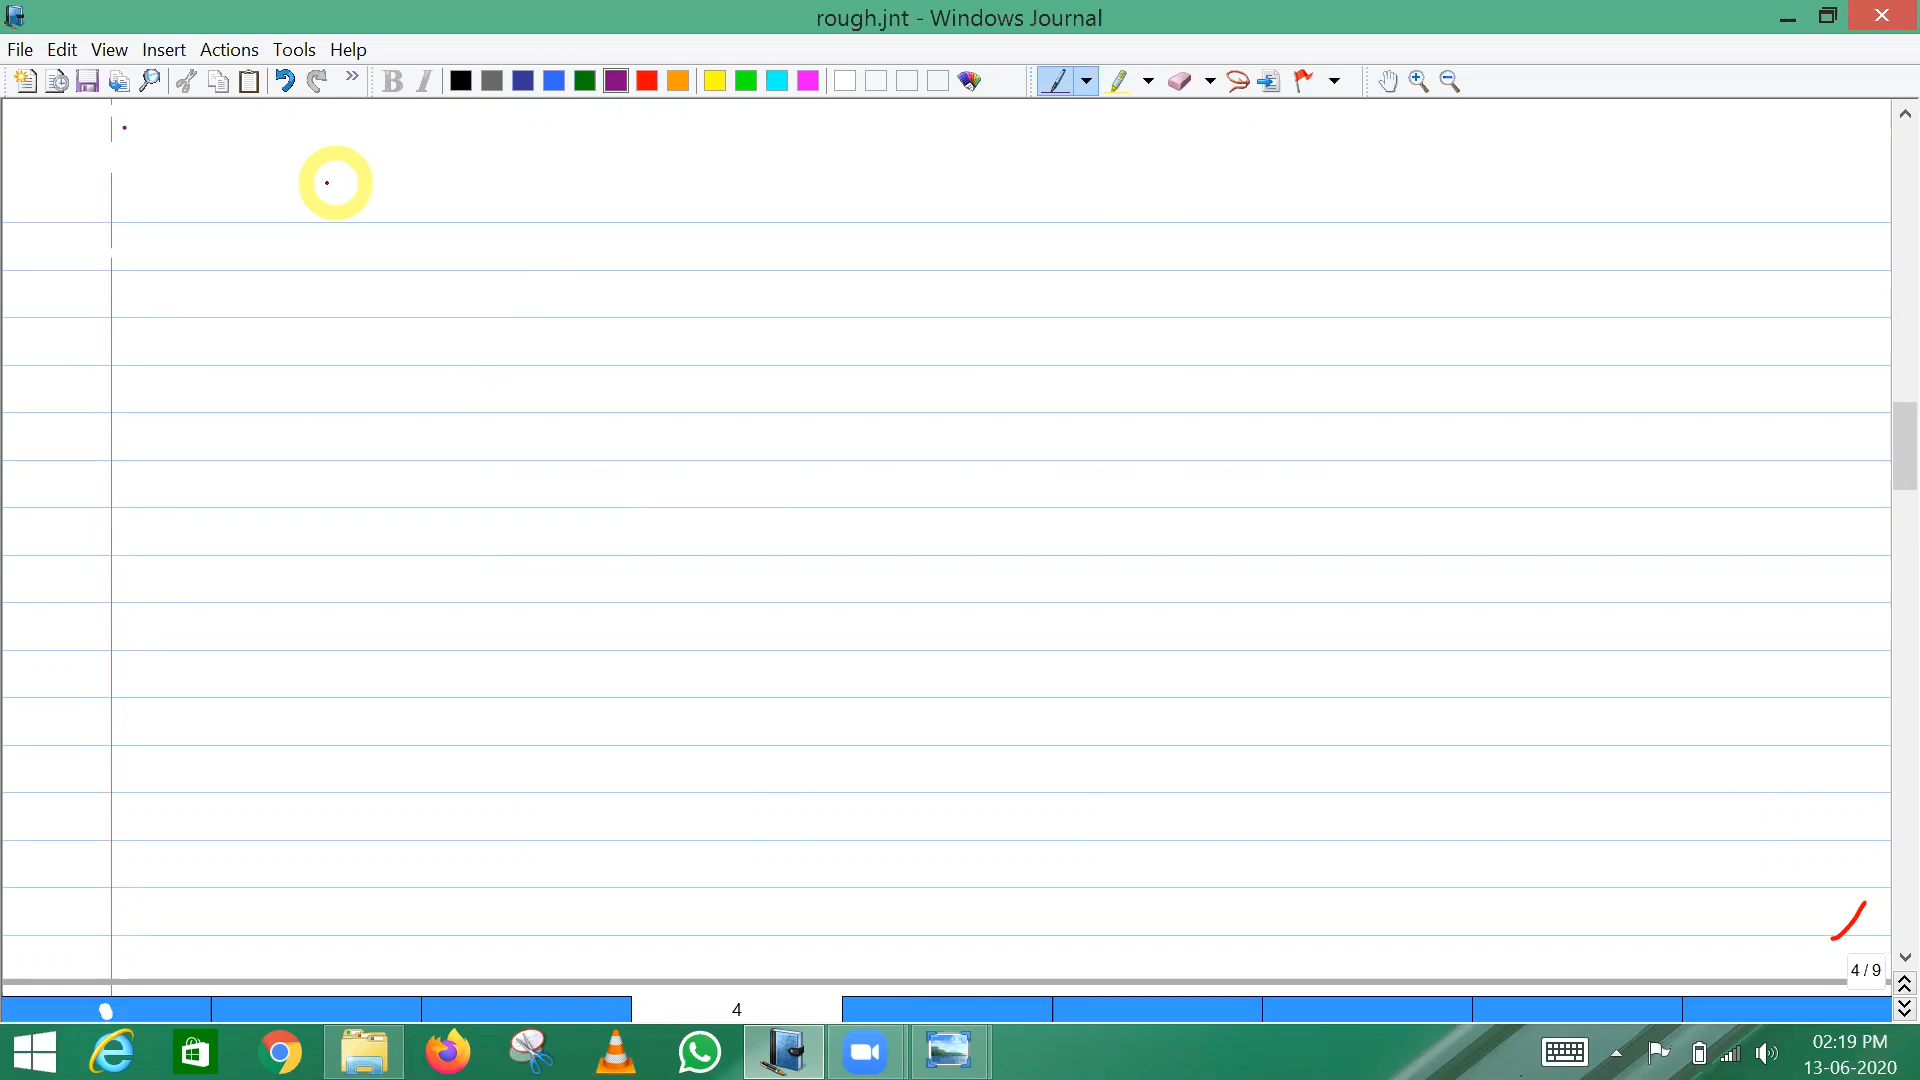 rough.jnt - Windows Journal
File Edit View Insert Actions Tools Help
B I
4 / 9
4
02:19 PM
13-06-2020